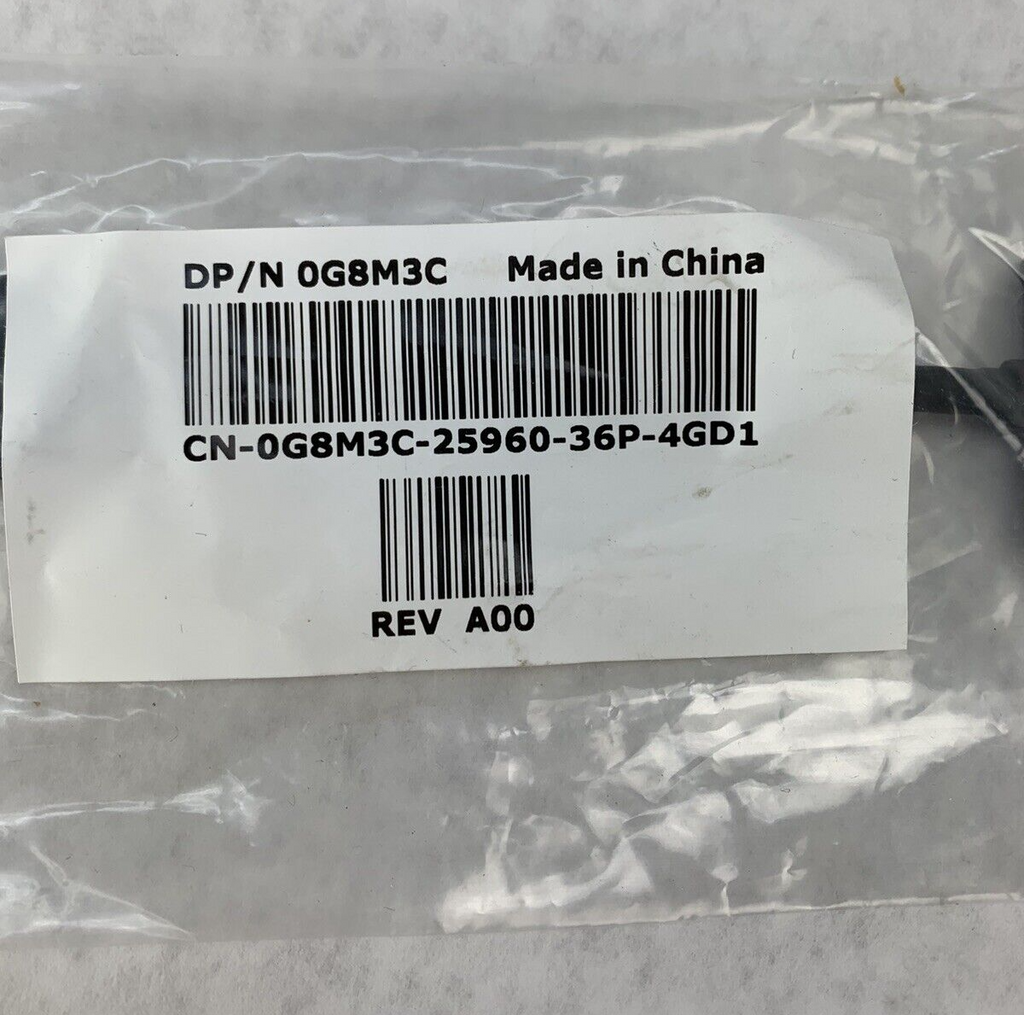 DP/N 0G8M3C Made in China
CN-0G8M3C-25960-36P-4GD1
REV A00